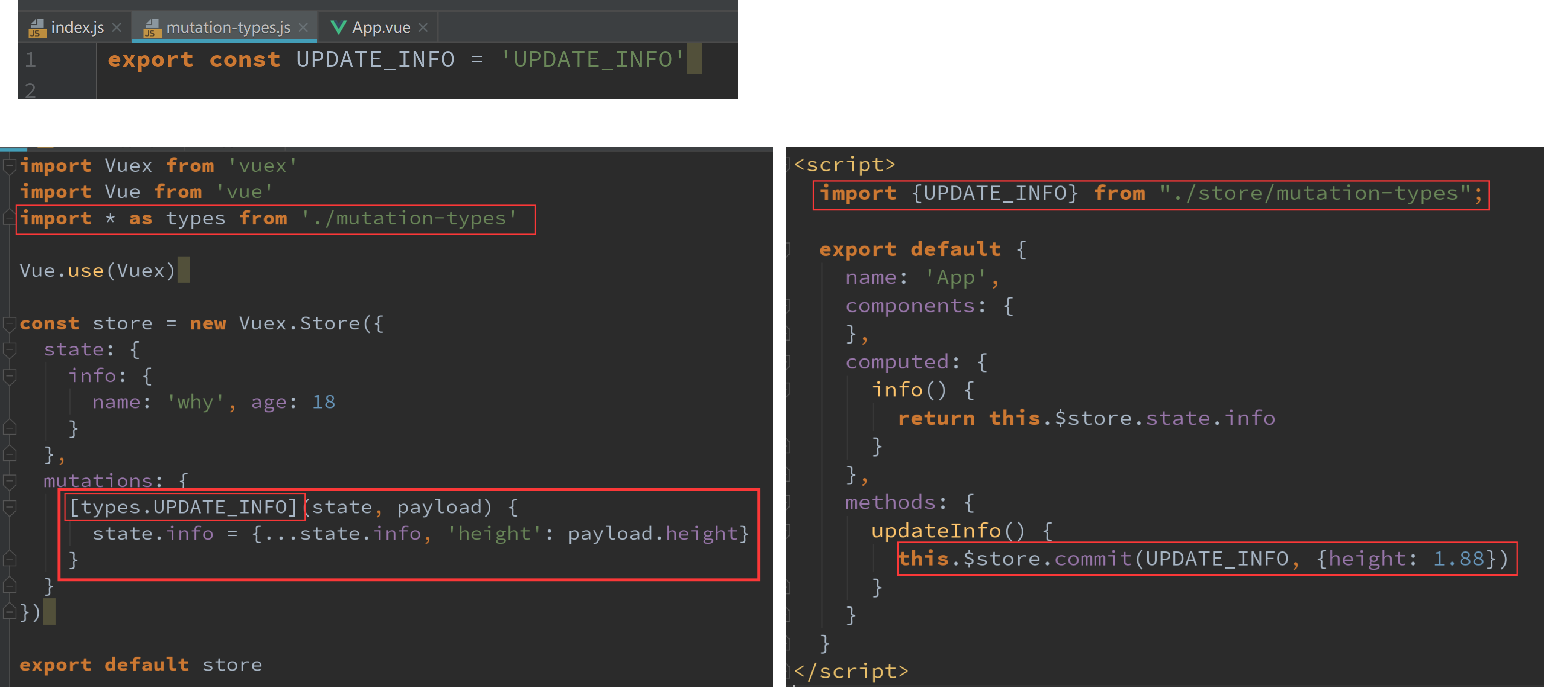 index.js mutation-types.js App.vue
1 export const UPDATE_INFO = 'UPDATE_INFO'
2
import Vuex from 'vuex'
import Vue from 'vue'
import * as types from './mutation-types'
Vue.use(Vuex)
const store = new Vuex.Store({
state: {
info: {
name: 'why', age: 18
}
},
mutations: {
[types.UPDATE_INFO](state, payload) {
state.info = {...state.info, 'height': payload.height}
}
}
})
export default store
<script>
import {UPDATE_INFO} from "./store/mutation-types";
export default {
name: 'App',
components: {
},
computed: {
info() {
return this.$store.state.info
}
},
methods: {
updateInfo() {
this.$store.commit(UPDATE_INFO, {height: 1.88})
}
}
}
</script>